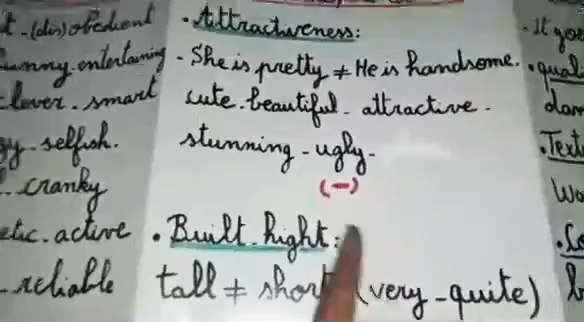 (dis)obedient
entertaining
clever. smart
selfish.
cranky
active
reliable
• Attractiveness:
- She is pretty ≠ He is handsome.
cute. beautiful - attractive -
stunning - ugly -
(-)
• Built - hight:
tall ≠ short (very - quite)
- It